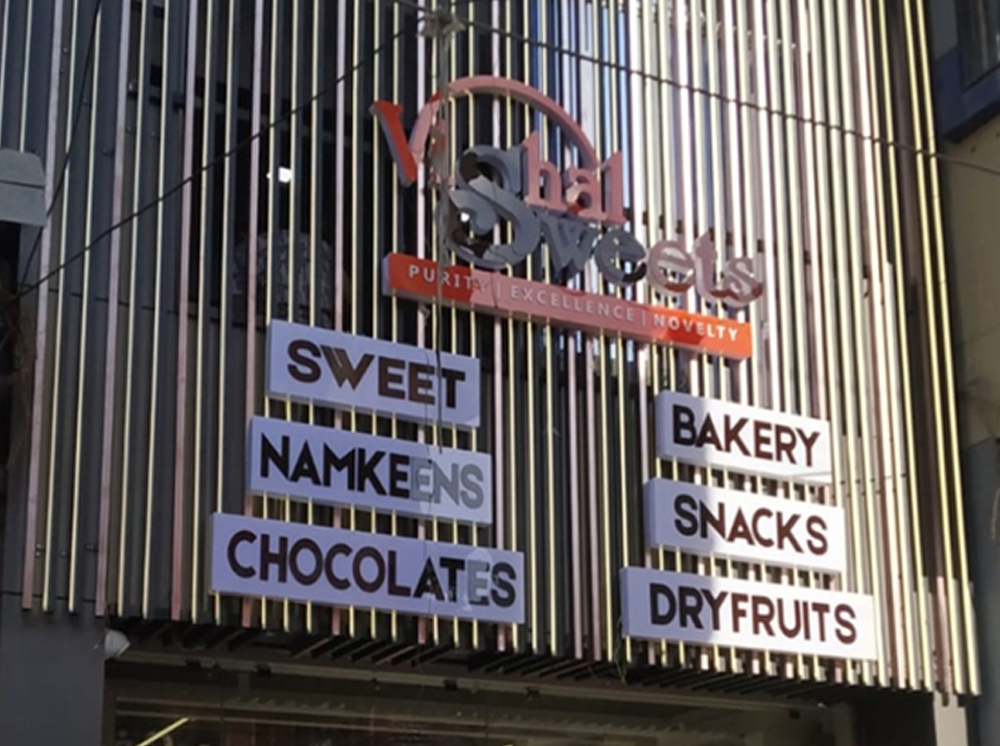 Vishal
Sweets
PURITY | EXCELLENCE | NOVELTY
SWEET
NAMKEENS
CHOCOLATES
BAKERY
SNACKS
DRYFRUITS